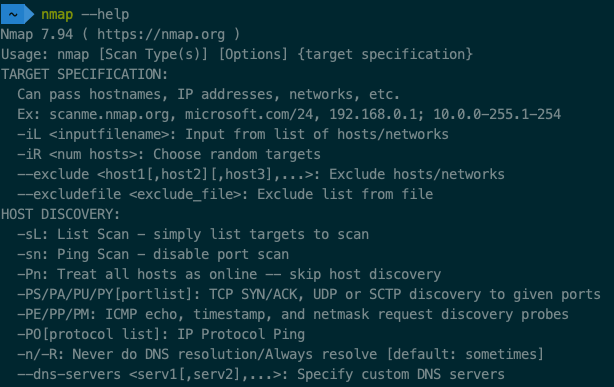 ~ nmap --help
Nmap 7.94 ( https://nmap.org )
Usage: nmap [Scan Type(s)] [Options] {target specification}
TARGET SPECIFICATION:
  Can pass hostnames, IP addresses, networks, etc.
  Ex: scanme.nmap.org, microsoft.com/24, 192.168.0.1; 10.0.0-255.1-254
  -iL <inputfilename>: Input from list of hosts/networks
  -iR <num hosts>: Choose random targets
  --exclude <host1[,host2][,host3],...>: Exclude hosts/networks
  --excludefile <exclude_file>: Exclude list from file
HOST DISCOVERY:
  -sL: List Scan - simply list targets to scan
  -sn: Ping Scan - disable port scan
  -Pn: Treat all hosts as online -- skip host discovery
  -PS/PA/PU/PY[portlist]: TCP SYN/ACK, UDP or SCTP discovery to given ports
  -PE/PP/PM: ICMP echo, timestamp, and netmask request discovery probes
  -PO[protocol list]: IP Protocol Ping
  -n/-R: Never do DNS resolution/Always resolve [default: sometimes]
  --dns-servers <serv1[,serv2],...>: Specify custom DNS servers